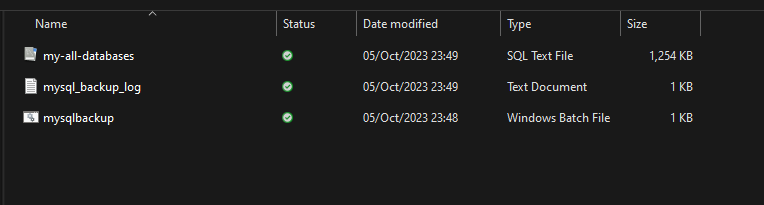 Name Status Date modified Type Size
my-all-databases 05/Oct/2023 23:49 SQL Text File 1,254 KB
mysql_backup_log 05/Oct/2023 23:49 Text Document 1 KB
mysqlbackup 05/Oct/2023 23:48 Windows Batch File 1 KB